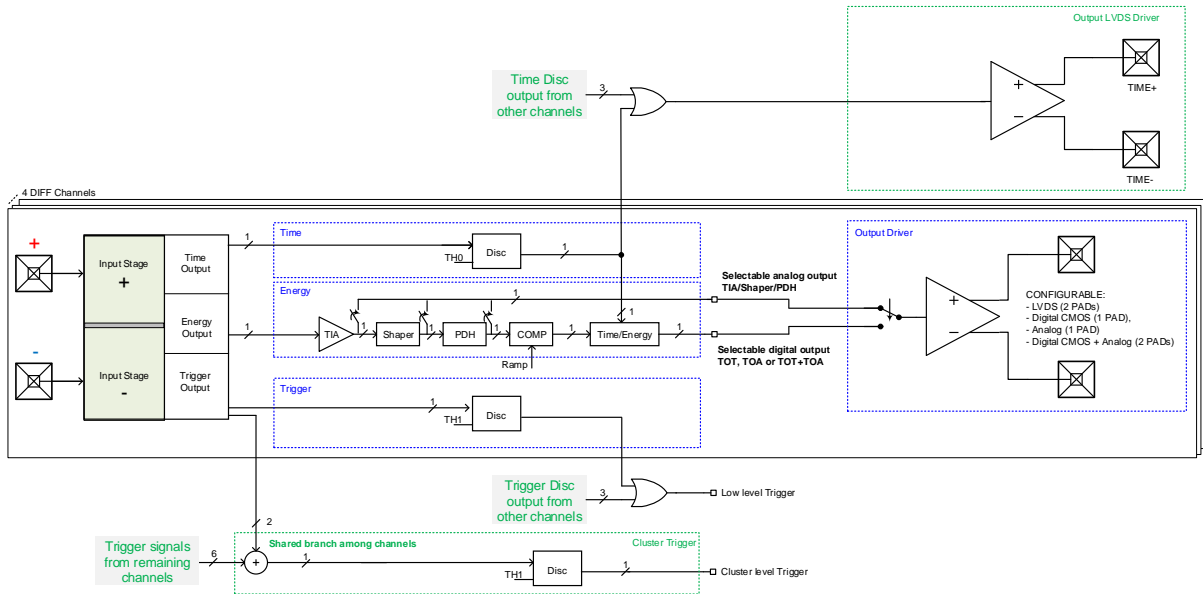 Output LVDS Driver
Time Disc
output from
other channels
3
+
−
TIME+
TIME-
4 DIFF Channels
+
Input Stage
+
Time
Output
1
Time
TH0
Disc
1
Output Driver
Energy
Output
1
Energy
TIA
1
Shaper
1
PDH
1
COMP
1
Time/Energy
1
1
1
Ramp
Selectable analog output
TIA/Shaper/PDH
Selectable digital output
TOT, TOA or TOT+TOA
+
−
CONFIGURABLE:
- LVDS (2 PADs)
- Digital CMOS (1 PAD),
- Analog (1 PAD)
- Digital CMOS + Analog (2 PADs)
-
Input Stage
-
Trigger
Output
Trigger
1
TH1
Disc
Trigger Disc
output from
other channels
3
Low level Trigger
2
Trigger signals
from remaining
channels
6
+
Shared branch among channels
Cluster Trigger
1
TH1
Disc
1
Cluster level Trigger